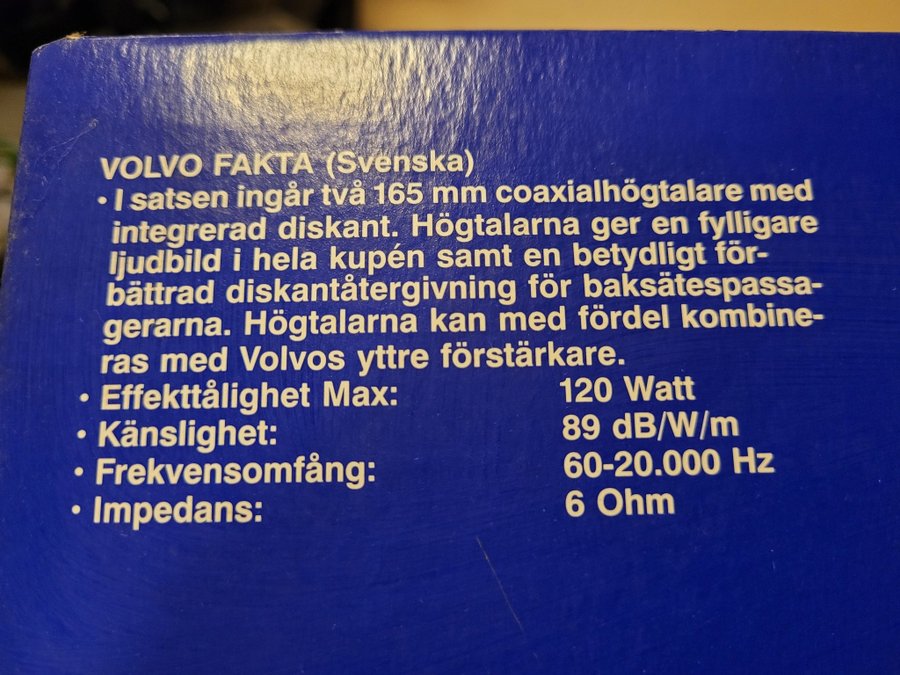 VOLVO FAKTA (Svenska)
• I satsen ingår två 165 mm coaxialhögtalare med
integrerad diskant. Högtalarna ger en fylligare
ljudbild i hela kupén samt en betydligt för-
bättrad diskantåtergivning för baksätespassa-
gerarna. Högtalarna kan med fördel kombine-
ras med Volvos yttre förstärkare.
• Effekttålighet Max: 120 Watt
• Känslighet: 89 dB/W/m
• Frekvensomfång: 60-20.000 Hz
• Impedans: 6 Ohm